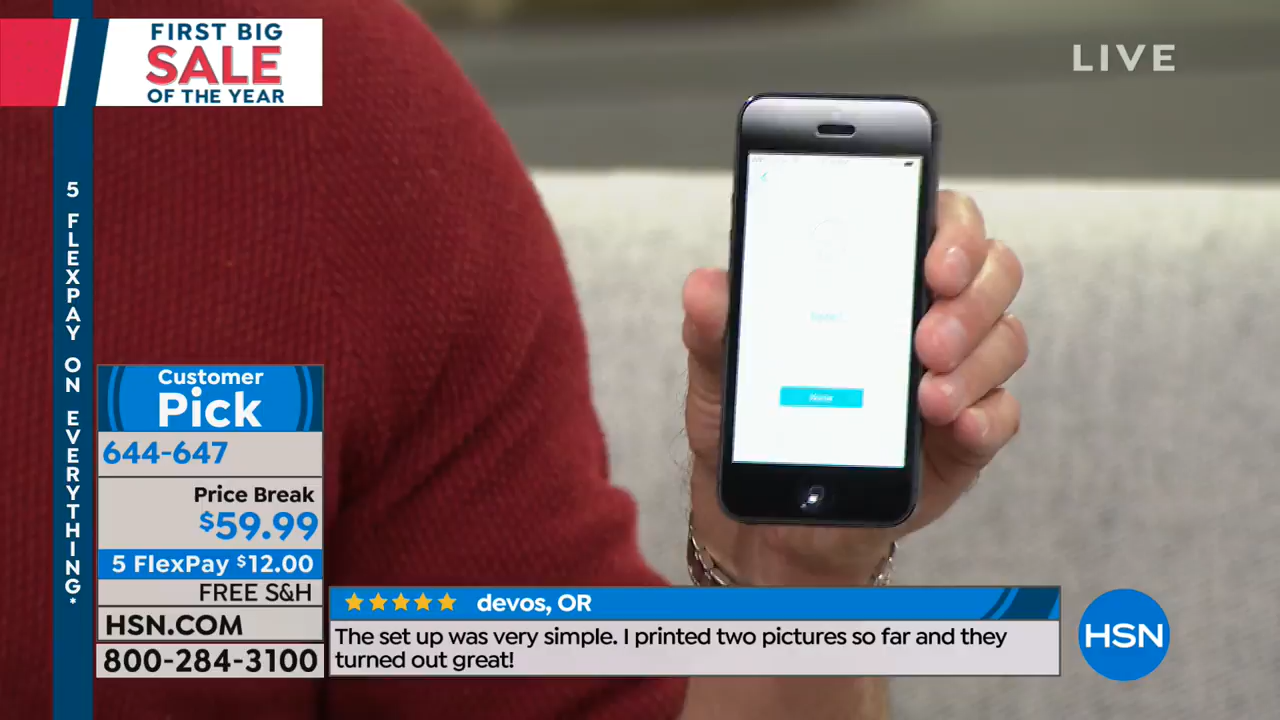 FIRST BIG
SALE
OF THE YEAR
LIVE
5 FLEXPAY ON EVERYTHING*
Customer
Pick
644-647
Price Break
$59.99
5 FlexPay $12.00
FREE S&H
HSN.COM
800-284-3100
devos, OR
The set up was very simple. I printed two pictures so far and they
turned out great!
HSN